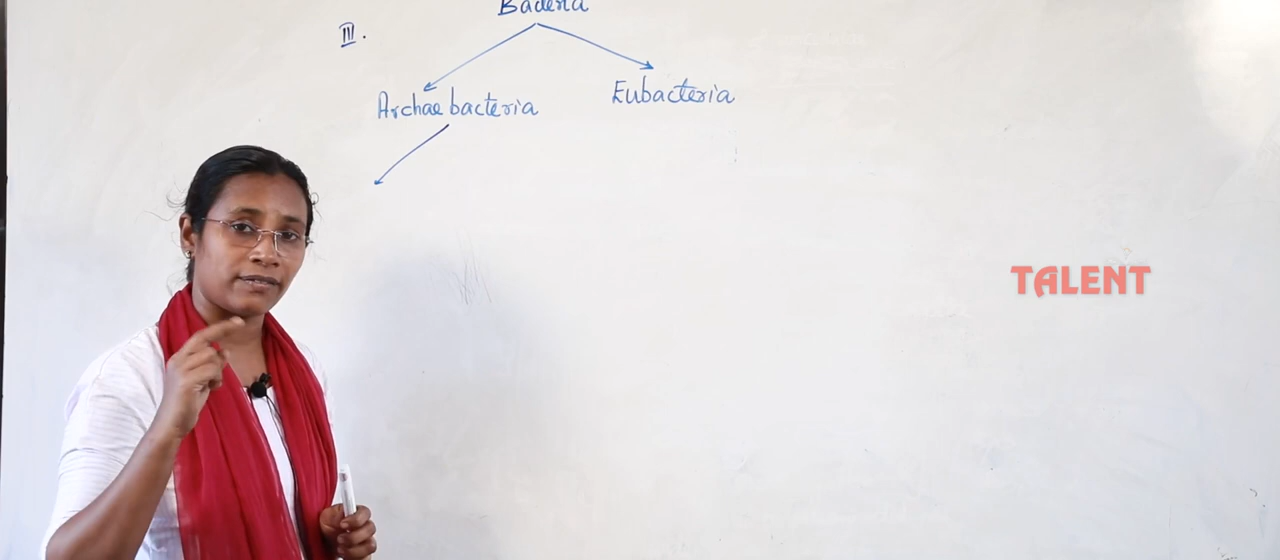 Bacteria
III.
Archaebacteria
Eubacteria
TALENT